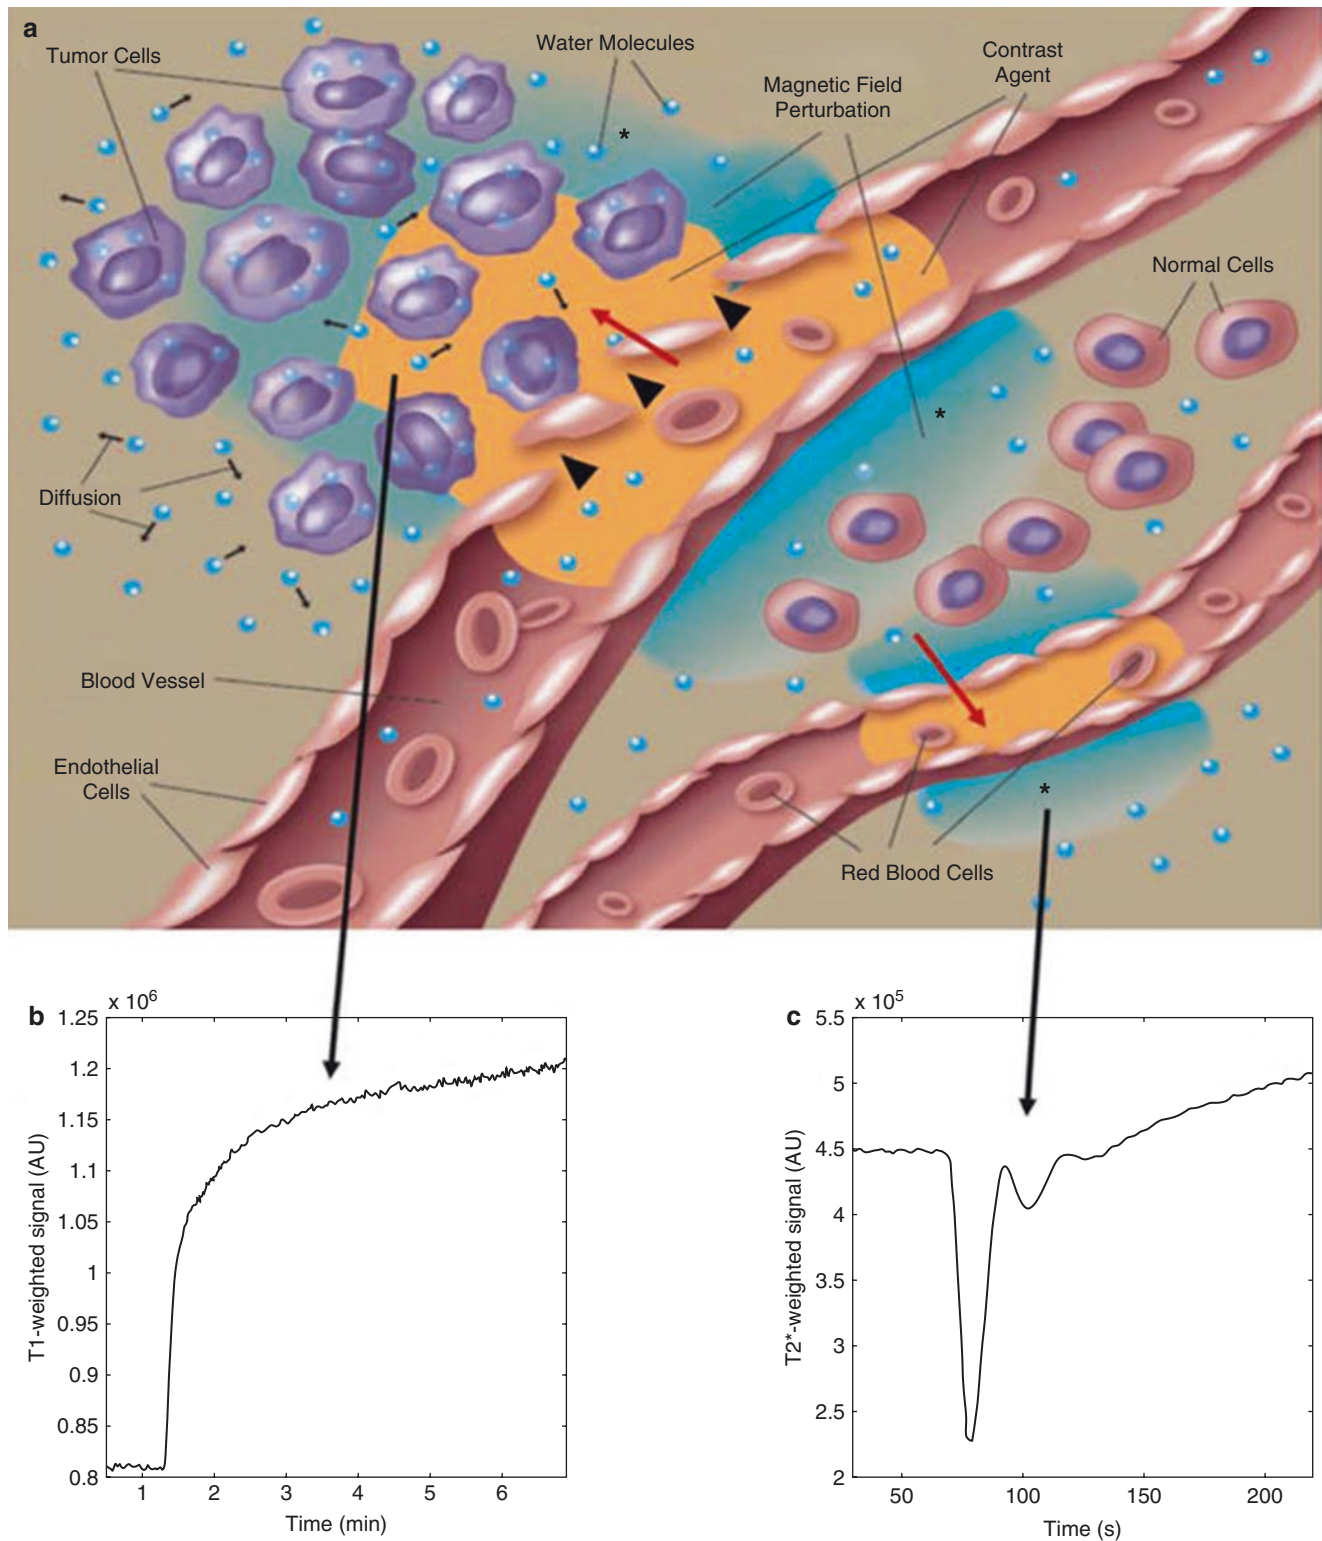 a
Tumor Cells
Water Molecules
Contrast
Agent
Magnetic Field
Perturbation
*
Normal Cells
*
Diffusion
Blood Vessel
Endothelial
Cells
*
Red Blood Cells
b
x 10⁶
1.25
1.2
1.15
1.1
1.05
1
0.95
0.9
0.85
0.8
T1-weighted signal (AU)
1 2 3 4 5 6
Time (min)
c
x 10⁵
5.5
5
4.5
4
3.5
3
2.5
2
T2*-weighted signal (AU)
50 100 150 200
Time (s)